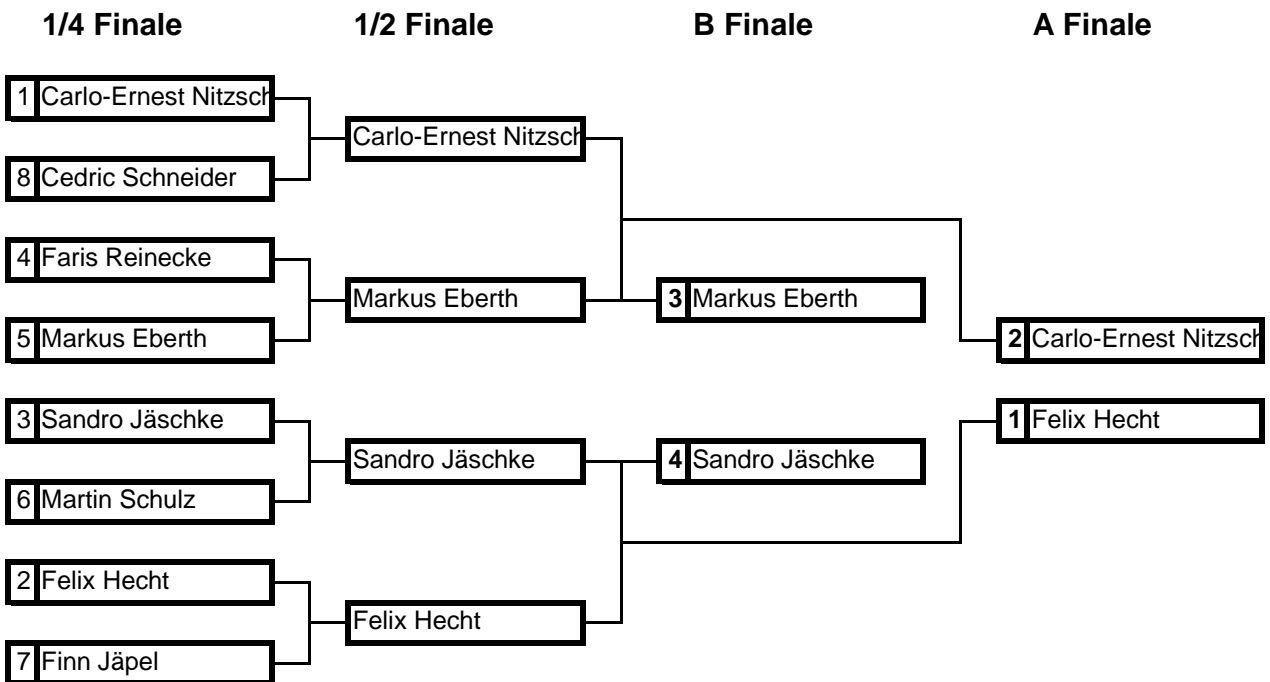 1/4 Finale 1/2 Finale B Finale A Finale
1 Carlo-Ernest Nitzsch
Carlo-Ernest Nitzsch
8 Cedric Schneider
4 Faris Reinecke
Markus Eberth
3 Markus Eberth
5 Markus Eberth
2 Carlo-Ernest Nitzsch
3 Sandro Jäschke
1 Felix Hecht
Sandro Jäschke
4 Sandro Jäschke
6 Martin Schulz
2 Felix Hecht
Felix Hecht
7 Finn Jäpel